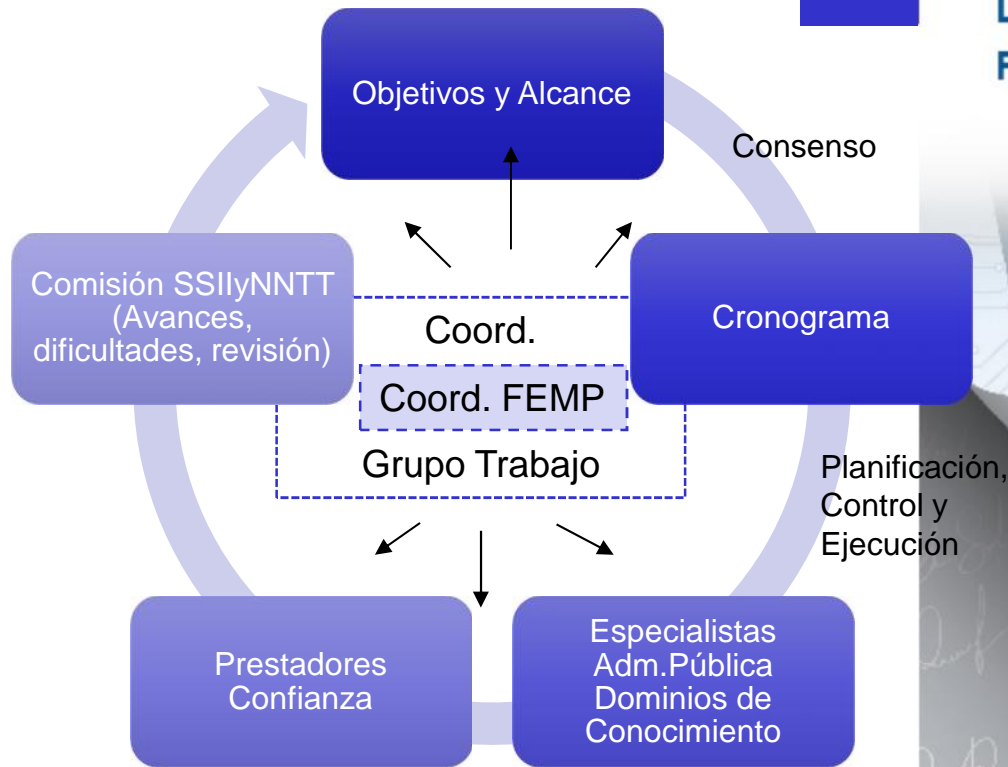 Objetivos y Alcance
Consenso
Comisión SSIIyNNTT
(Avances,
dificultades, revisión)
Coord.
Cronograma
Coord. FEMP
Grupo Trabajo
Planificación,
Control y
Ejecución
Prestadores
Confianza
Especialistas
Adm.Pública
Dominios de
Conocimiento